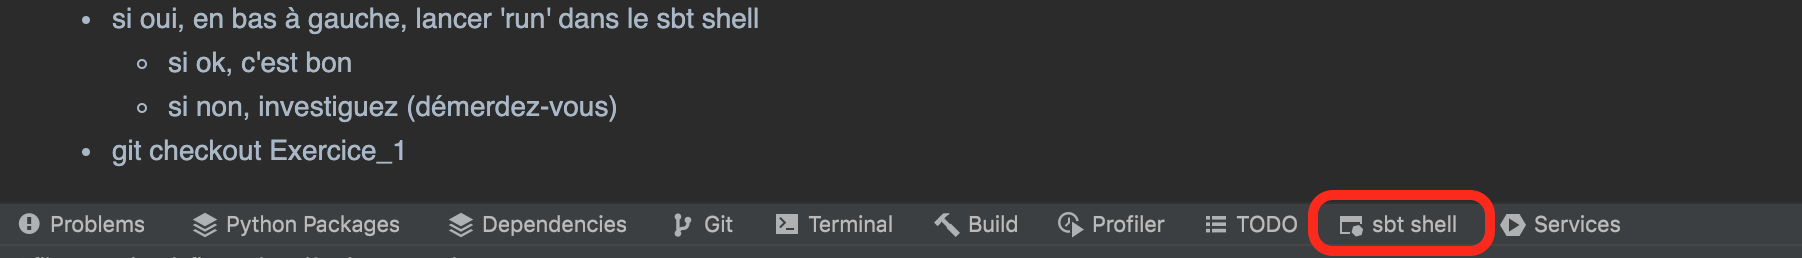 si oui, en bas à gauche, lancer 'run' dans le sbt shell
si ok, c'est bon
si non, investiguez (démerdez-vous)
git checkout Exercice_1
Problems Python Packages Dependencies Git Terminal Build Profiler TODO sbt shell Services